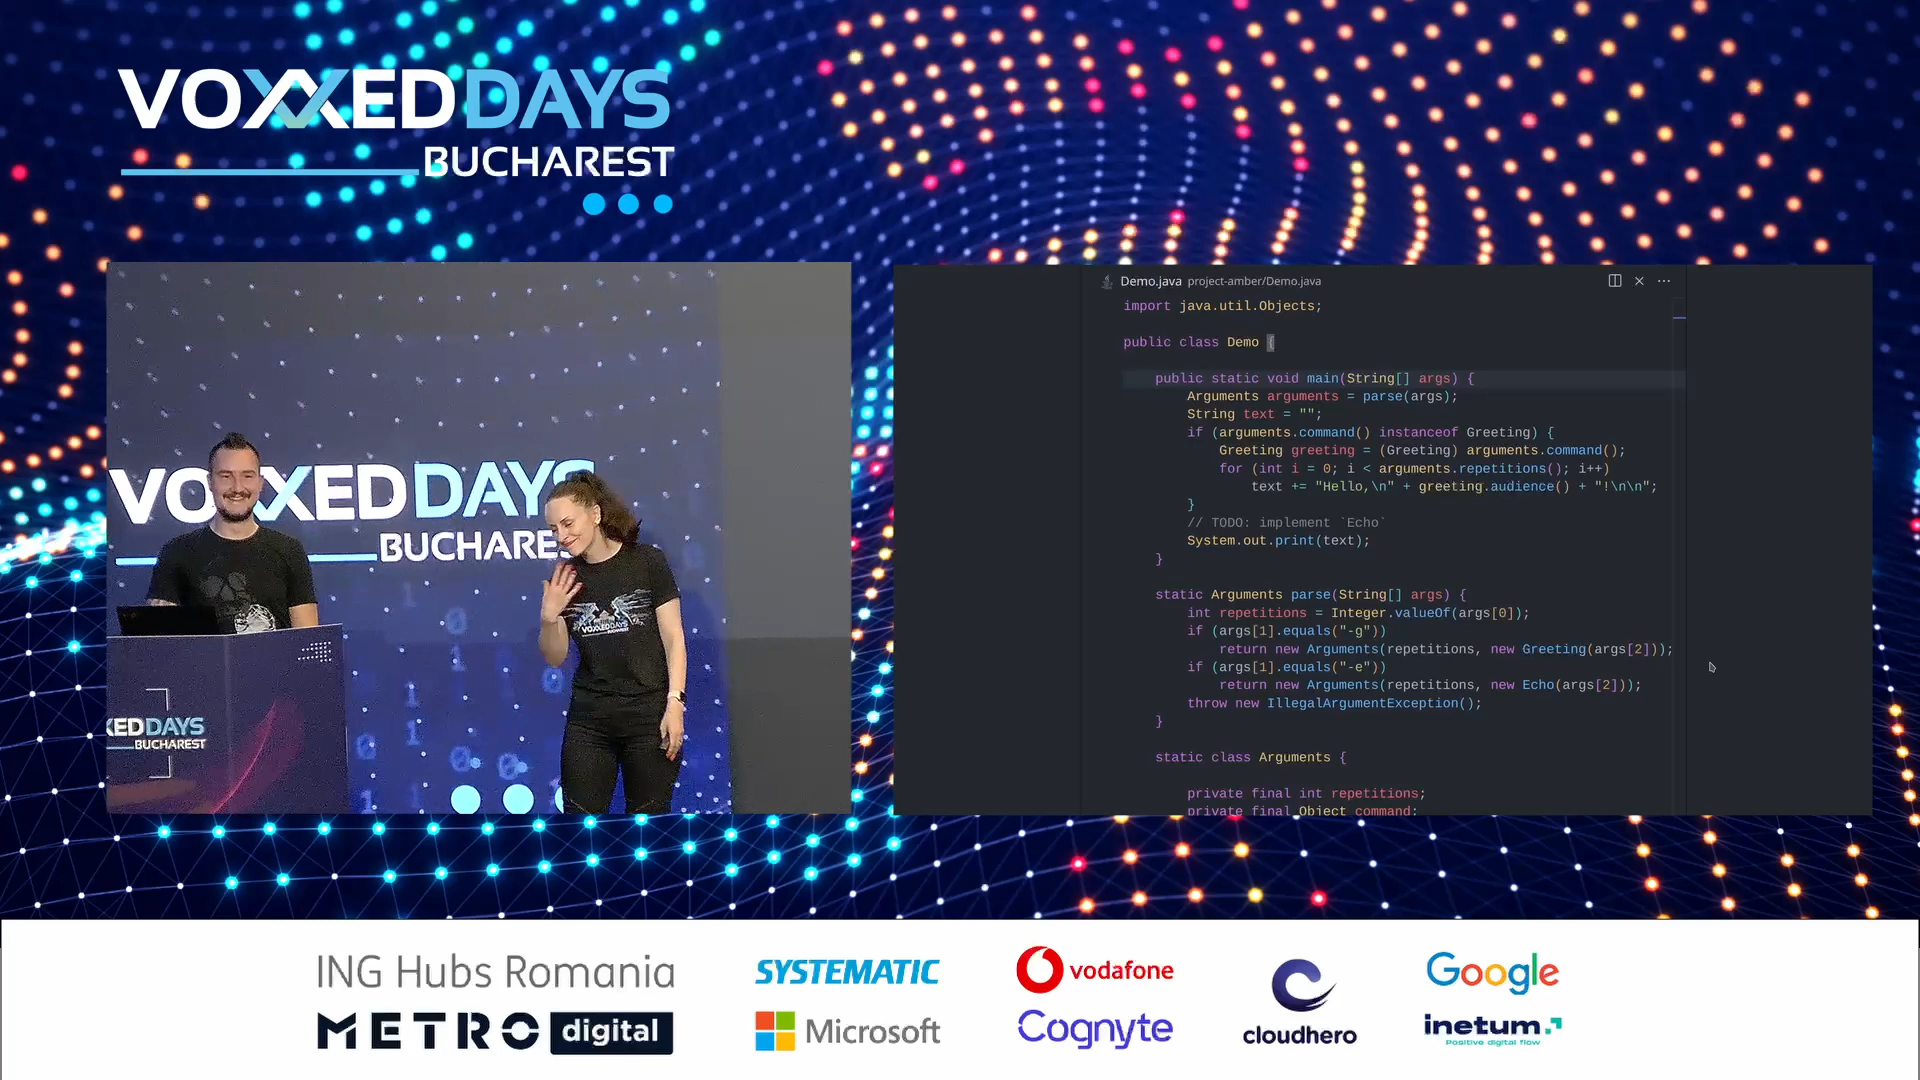 VOXXEDDAYS
BUCHAREST
VOXXEDDAYS
BUCHARES
XEDDAYS
BUCHAREST
VOXXEDDAYS
BUCHAREST
Demo.java project-amber/Demo.java
import java.util.Objects;
public class Demo {
public static void main(String[] args) {
Arguments arguments = parse(args);
String text = "";
if (arguments.command() instanceof Greeting) {
Greeting greeting = (Greeting) arguments.command();
for (int i = 0; i < arguments.repetitions(); i++)
text += "Hello,\n" + greeting.audience() + "!\n\n";
}
// TODO: implement `Echo`
System.out.print(text);
}
static Arguments parse(String[] args) {
int repetitions = Integer.valueOf(args[0]);
if (args[1].equals("-g"))
return new Arguments(repetitions, new Greeting(args[2]));
if (args[1].equals("-e"))
return new Arguments(repetitions, new Echo(args[2]));
throw new IllegalArgumentException();
}
static class Arguments {
private final int repetitions;
private final Object command;
ING Hubs Romania
SYSTEMATIC
vodafone
cloudhero
Google
METRO digital
Microsoft
Cognyte
inetum.
Positive digital flow